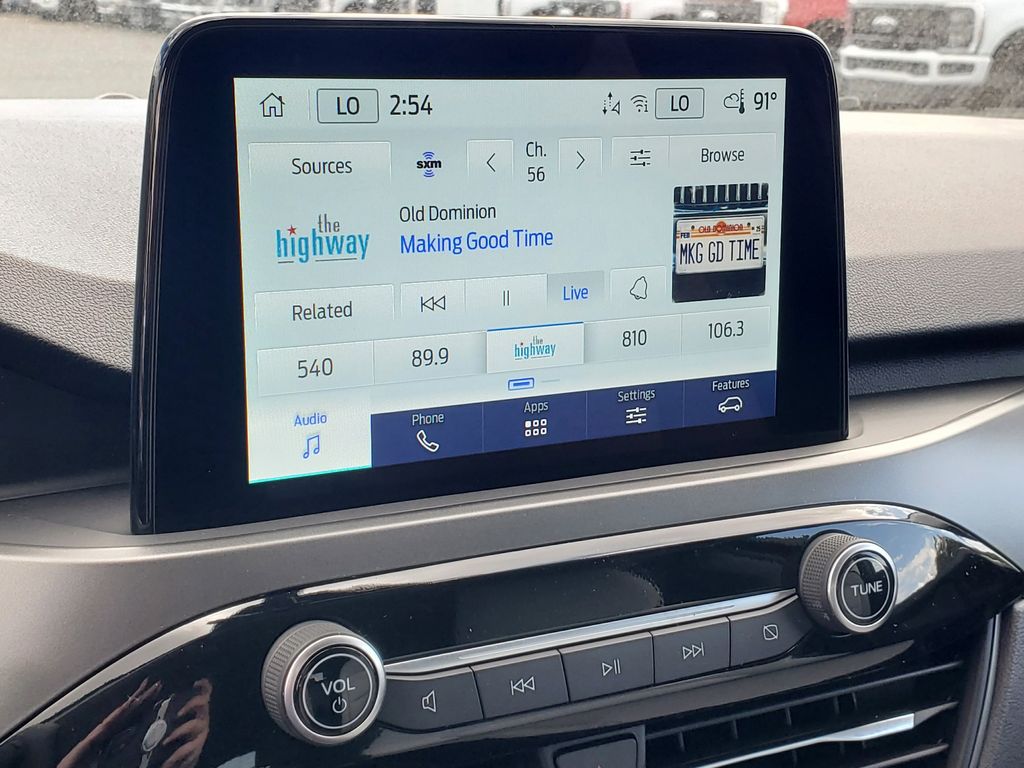 LO 2:54 LO 91°
Sources sxm Ch. 56 Browse
the highway
Old Dominion
Making Good Time
FEB OLD DOMINION 25
MKG GD TIME
Related Live
540 89.9 the highway 810 106.3
Audio Phone Apps Settings Features
VOL TUNE